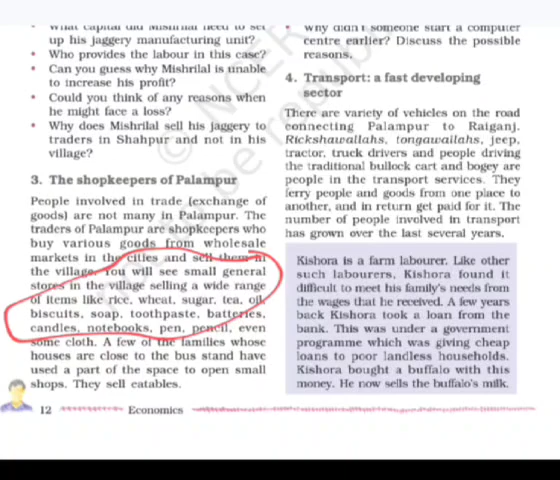 What capital did Mishrilal need to set
up his jaggery manufacturing unit?
• Who provides the labour in this case?
• Can you guess why Mishrilal is unable
to increase his profit?
• Could you think of any reasons when
he might face a loss?
• Why does Mishrilal sell his jaggery to
traders in Shahpur and not in his
village?
3. The shopkeepers of Palampur
People involved in trade (exchange of
goods) are not many in Palampur. The
traders of Palampur are shopkeepers who
buy various goods from wholesale
markets in the cities and sell them in
the village. You will see small general
stores in the village selling a wide range
of items like rice, wheat, sugar, tea, oil,
biscuits, soap, toothpaste, batteries,
candles, notebooks, pen, pencil, even
some cloth. A few of the families whose
houses are close to the bus stand have
used a part of the space to open small
shops. They sell eatables.
• Why didn't someone start a computer
centre earlier? Discuss the possible
reasons.
4. Transport: a fast developing
sector
There are variety of vehicles on the road
connecting Palampur to Raiganj.
Rickshawallahs, tongawallahs, jeep,
tractor, truck drivers and people driving
the traditional bullock cart and bogey are
people in the transport services. They
ferry people and goods from one place to
another, and in return get paid for it. The
number of people involved in transport
has grown over the last several years.
Kishora is a farm labourer. Like other
such labourers, Kishora found it
difficult to meet his family's needs from
the wages that he received. A few years
back Kishora took a loan from the
bank. This was under a government
programme which was giving cheap
loans to poor landless households.
Kishora bought a buffalo with this
money. He now sells the buffalo's milk.
12 Economics